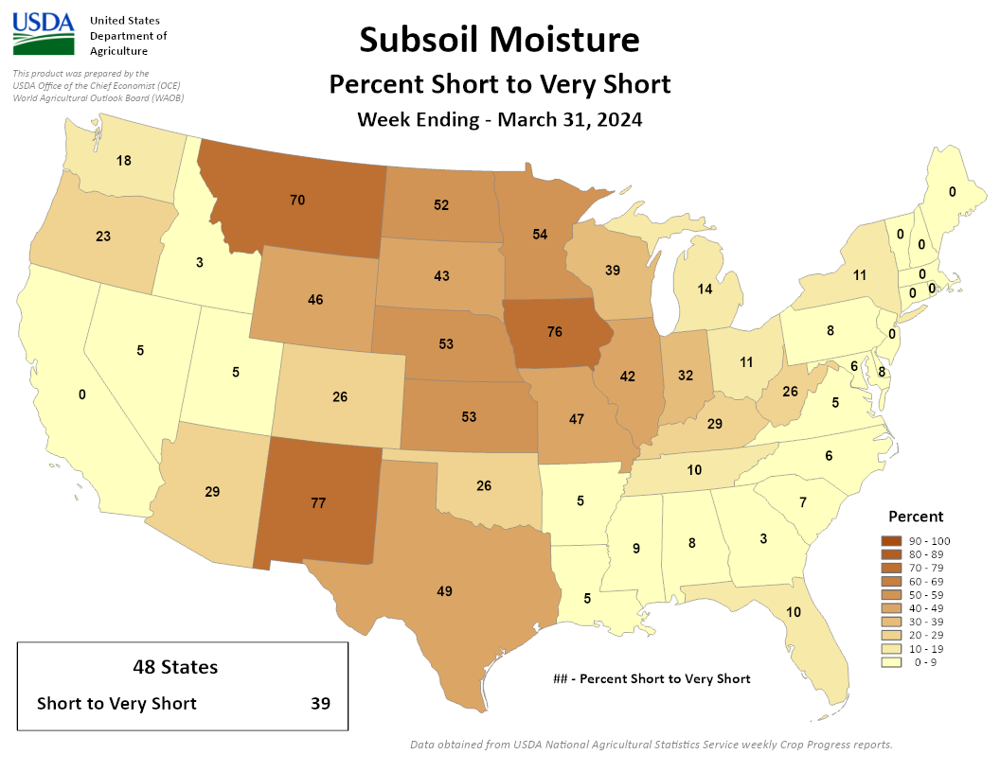 USDA
United States
Department of
Agriculture
This product was prepared by the
USDA Office of the Chief Economist (OCE)
World Agricultural Outlook Board (WAOB)
Subsoil Moisture
Percent Short to Very Short
Week Ending - March 31, 2024
18
70
52
54
0
23
3
43
39
0
0
46
14
11
0
0
0
5
53
76
8
0
5
42
32
11
6
8
0
26
53
47
29
26
5
29
77
26
5
10
6
9
8
3
7
49
5
10
Percent
90 - 100
80 - 89
70 - 79
60 - 69
50 - 59
40 - 49
30 - 39
20 - 29
10 - 19
0 - 9
48 States
Short to Very Short 39
## - Percent Short to Very Short
Data obtained from USDA National Agricultural Statistics Service weekly Crop Progress reports.